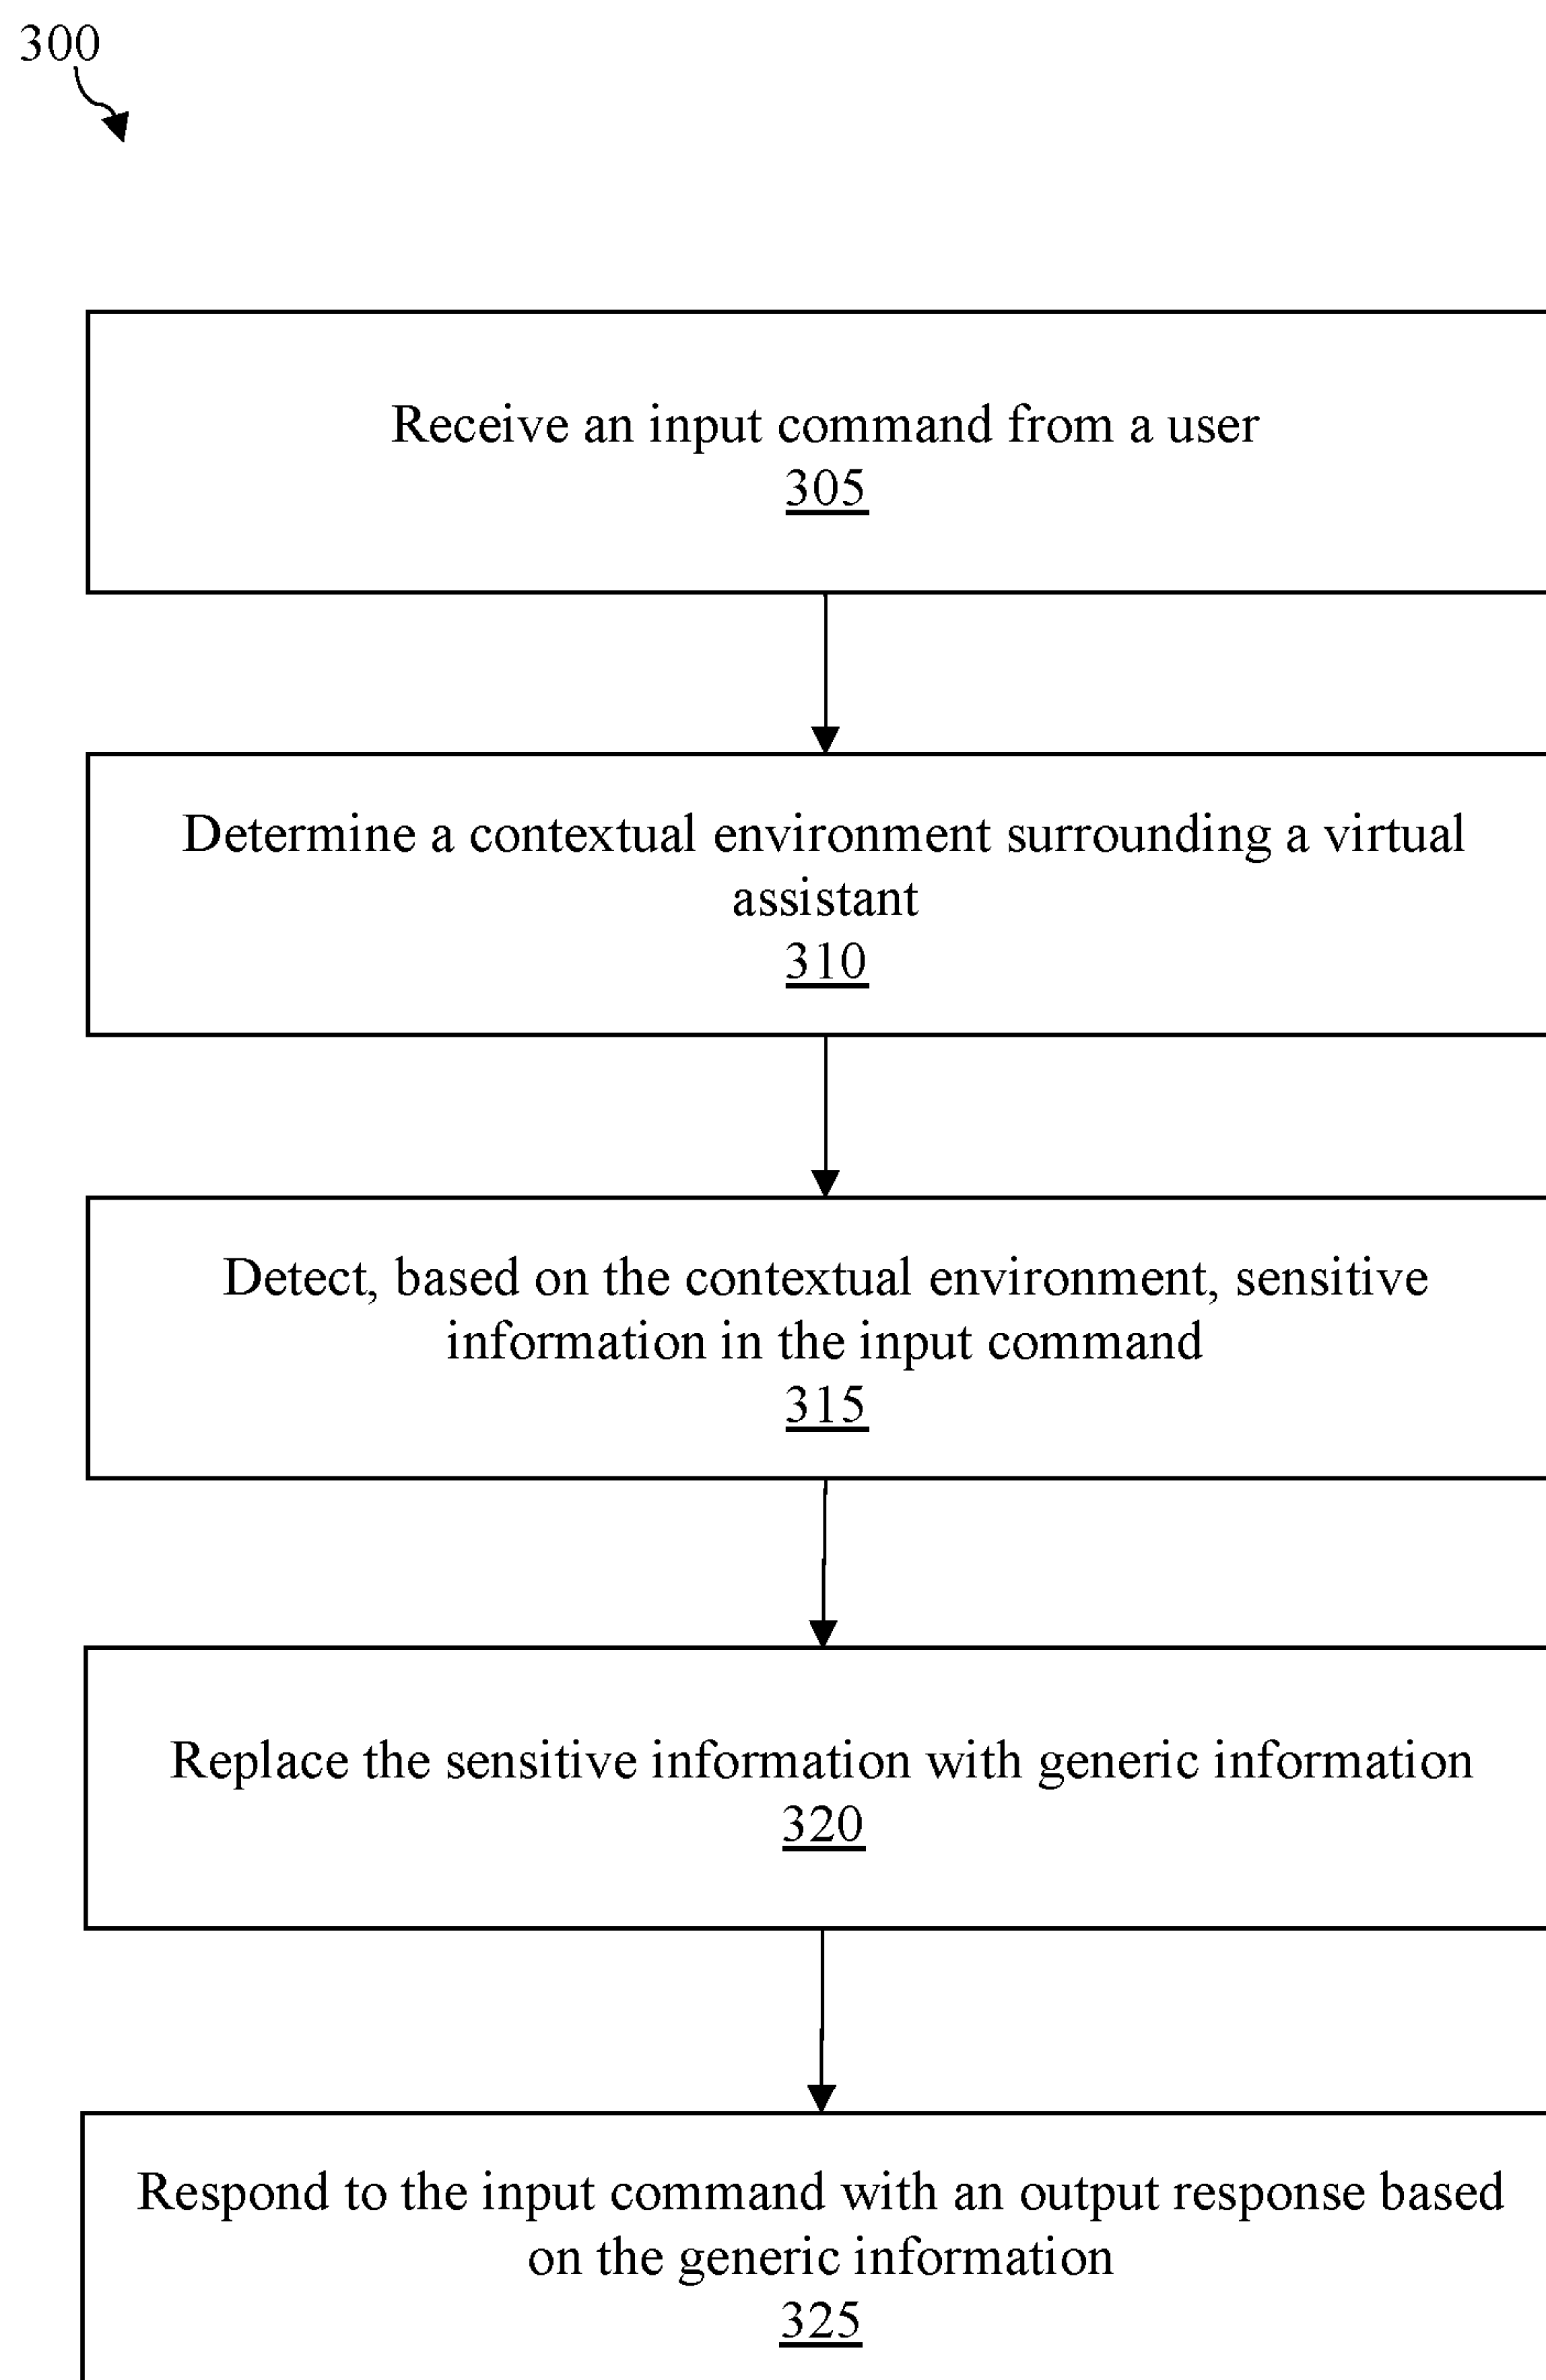 300
Receive an input command from a user
305
Determine a contextual environment surrounding a virtual
assistant
310
Detect, based on the contextual environment, sensitive
information in the input command
315
Replace the sensitive information with generic information
320
Respond to the input command with an output response based
on the generic information
325